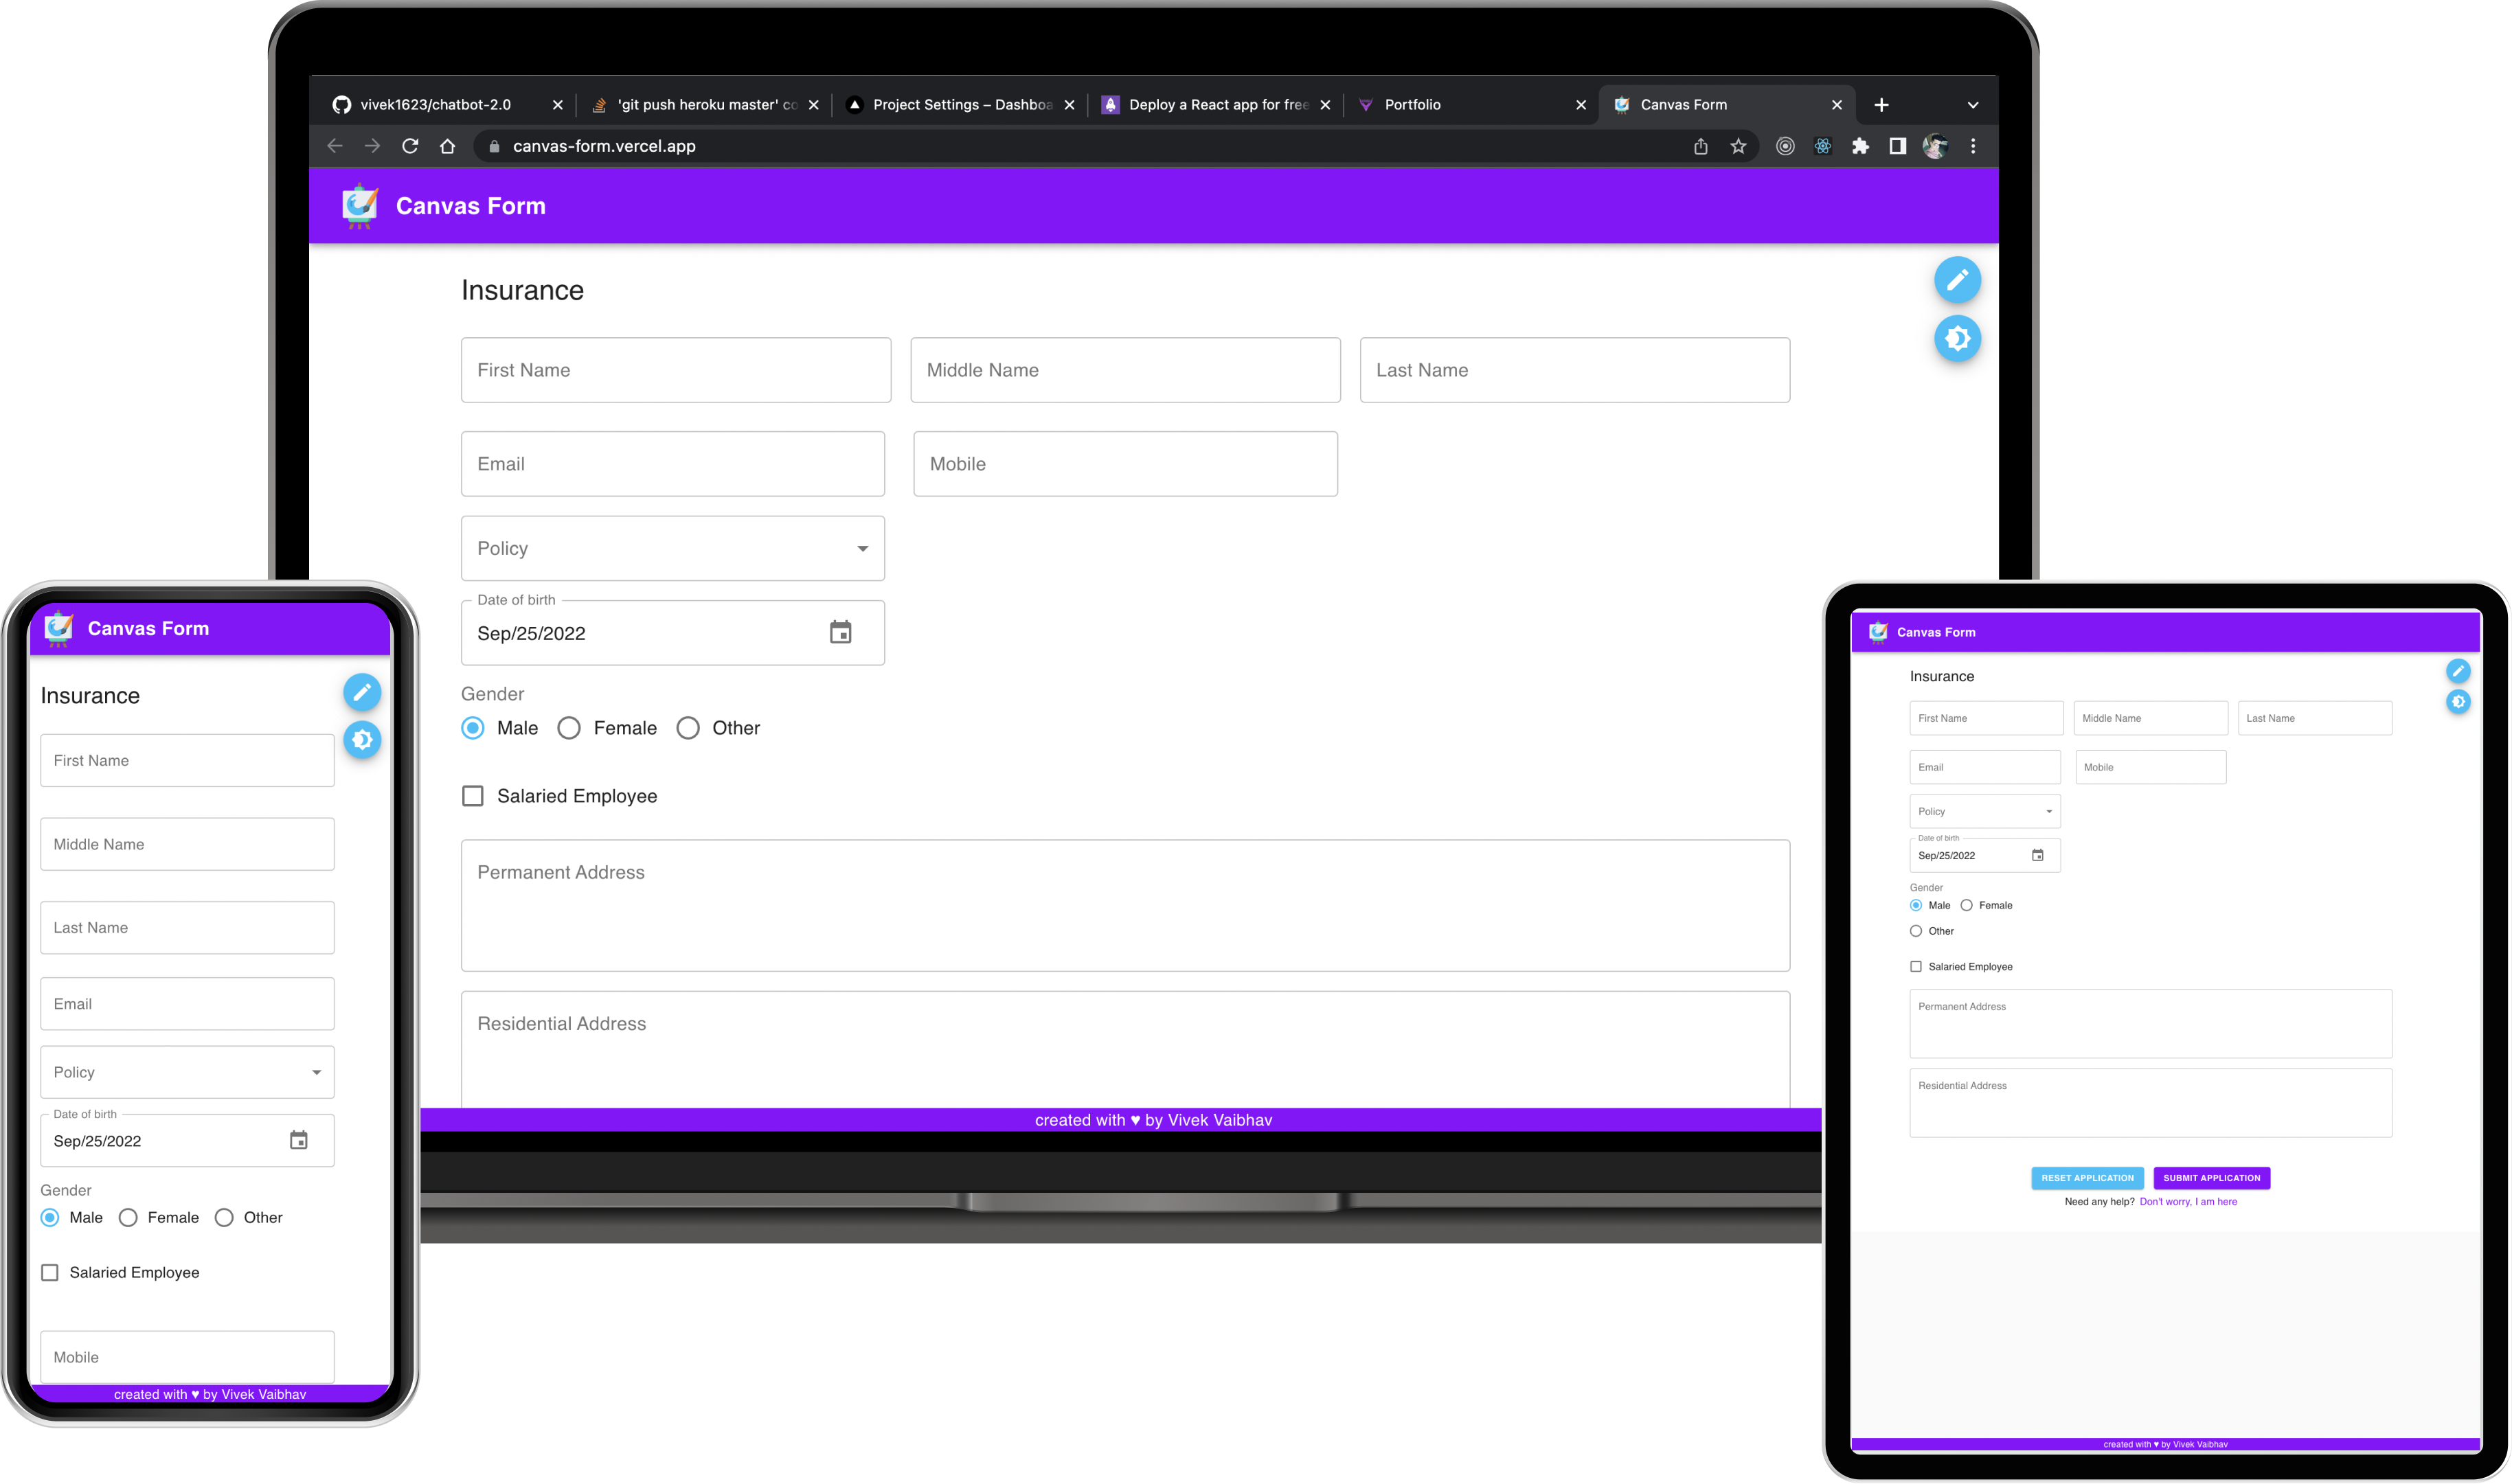 vivek1623/chatbot-2.0
'git push heroku master' co
Project Settings – Dashboa
Deploy a React app for free
Portfolio
Canvas Form
canvas-form.vercel.app
Canvas Form
Insurance
First Name
Middle Name
Last Name
Email
Mobile
Policy
Date of birth
Sep/25/2022
Gender
Male
Female
Other
Salaried Employee
Permanent Address
Residential Address
created with ♥ by Vivek Vaibhav
Canvas Form
Insurance
First Name
Middle Name
Last Name
Email
Policy
Date of birth
Sep/25/2022
Gender
Male
Female
Other
Salaried Employee
Mobile
created with ♥ by Vivek Vaibhav
Canvas Form
Insurance
First Name
Middle Name
Last Name
Email
Mobile
Policy
Date of birth
Sep/25/2022
Gender
Male
Female
Other
Salaried Employee
Permanent Address
Residential Address
RESET APPLICATION
SUBMIT APPLICATION
Need any help? Don't worry, I am here
created with ♥ by Vivek Vaibhav